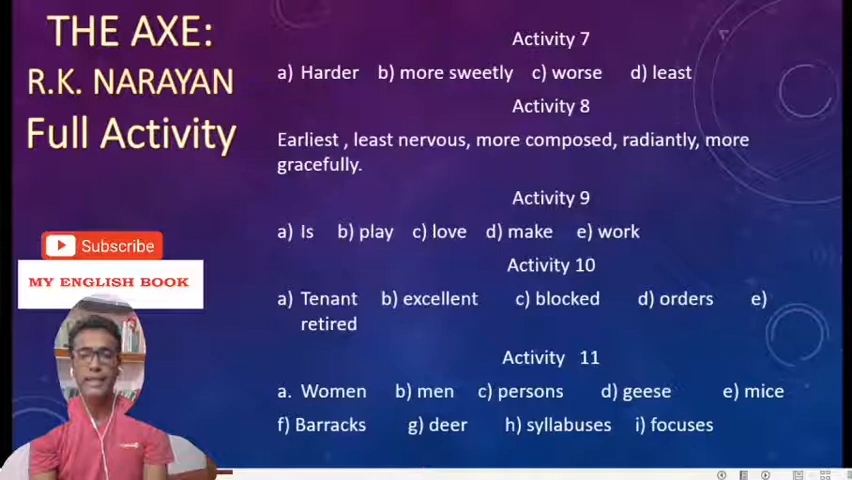 THE AXE:
R.K. NARAYAN
Full Activity
Subscribe
MY ENGLISH BOOK
Activity 7
a) Harder b) more sweetly c) worse d) least
Activity 8
Earliest , least nervous, more composed, radiantly, more
gracefully.
Activity 9
a) Is b) play c) love d) make e) work
Activity 10
a) Tenant b) excellent c) blocked d) orders e)
retired
Activity 11
a. Women b) men c) persons d) geese e) mice
f) Barracks g) deer h) syllabuses i) focuses